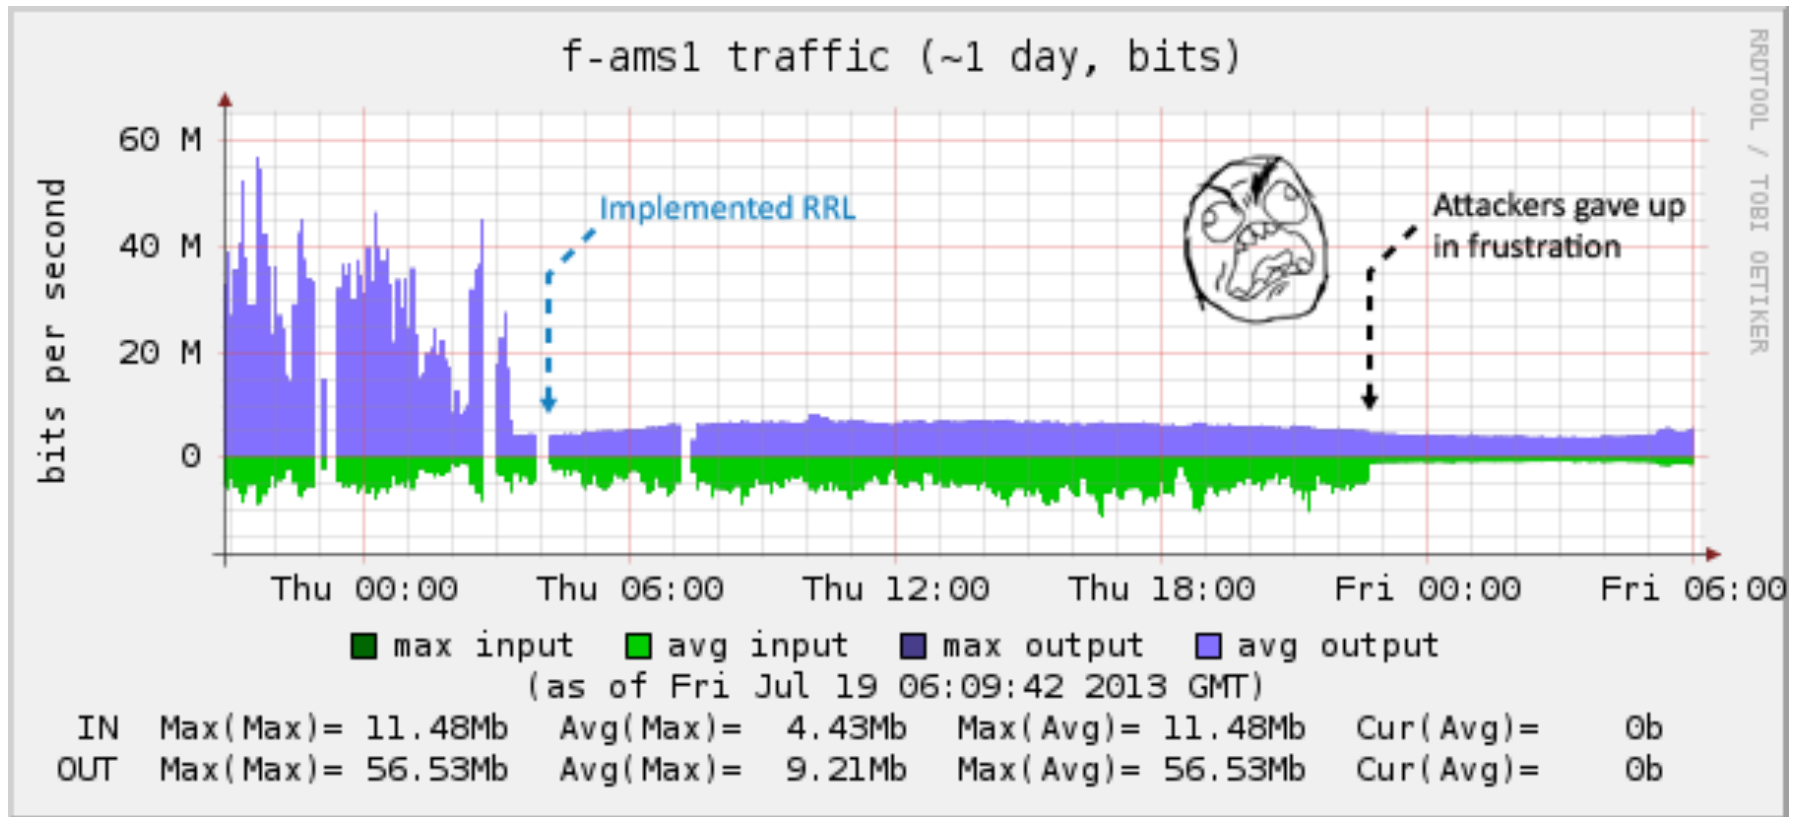 f-ams1 traffic (~1 day, bits)
RRDTOOL / TOBI OETIKER
bits per second
60 M
40 M
20 M
0
Implemented RRL
Attackers gave up
in frustration
Thu 00:00 Thu 06:00 Thu 12:00 Thu 18:00 Fri 00:00 Fri 06:00
max input avg input max output avg output
(as of Fri Jul 19 06:09:42 2013 GMT)
IN Max(Max)= 11.48Mb Avg(Max)= 4.43Mb Max(Avg)= 11.48Mb Cur(Avg)= 0b
OUT Max(Max)= 56.53Mb Avg(Max)= 9.21Mb Max(Avg)= 56.53Mb Cur(Avg)= 0b